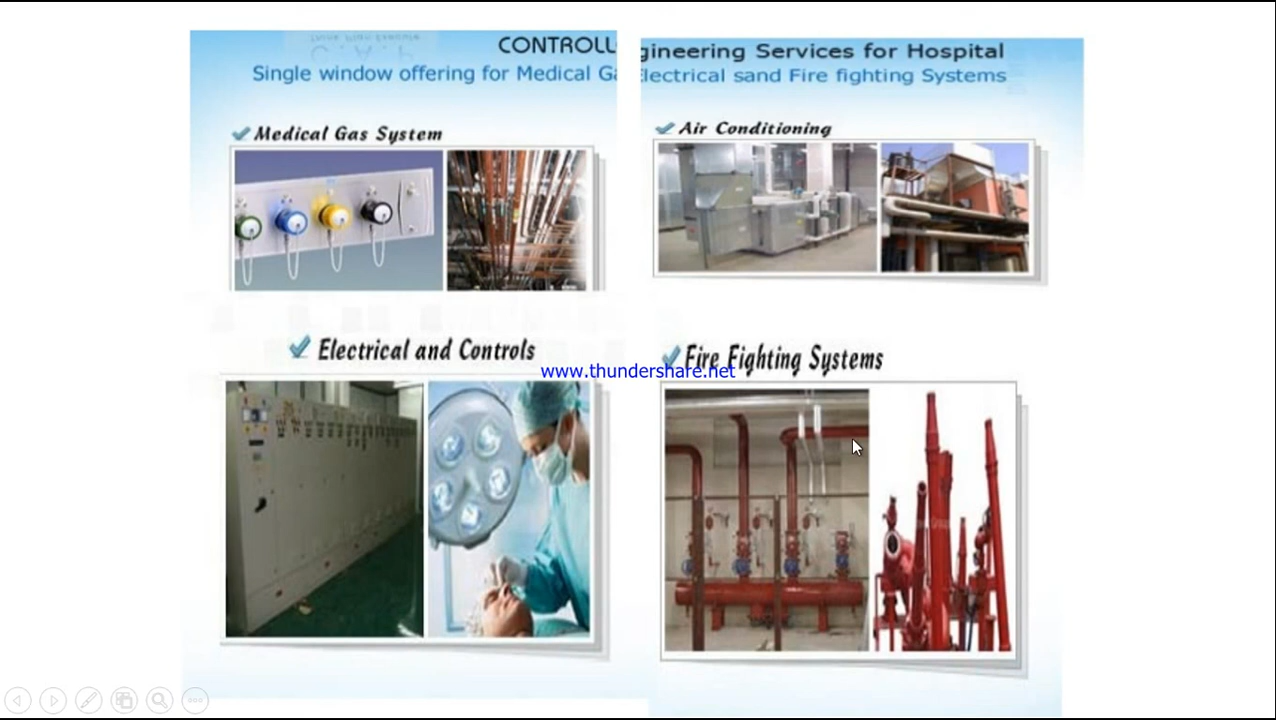 CONTROLL
Single window offering for Medical Ga
gineering Services for Hospital
Electrical sand Fire fighting Systems
Medical Gas System
Air Conditioning
Electrical and Controls
Fire Fighting Systems
www.thundershare.net